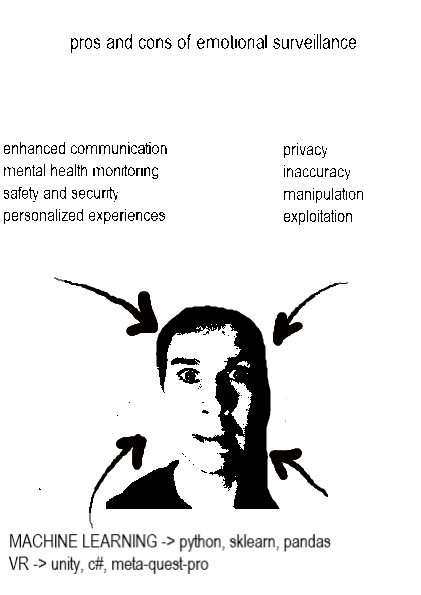 pros and cons of emotional surveillance
enhanced communication
mental health monitoring
safety and security
personalized experiences
privacy
inaccuracy
manipulation
exploitation
MACHINE LEARNING -> python, sklearn, pandas
VR -> unity, c#, meta-quest-pro